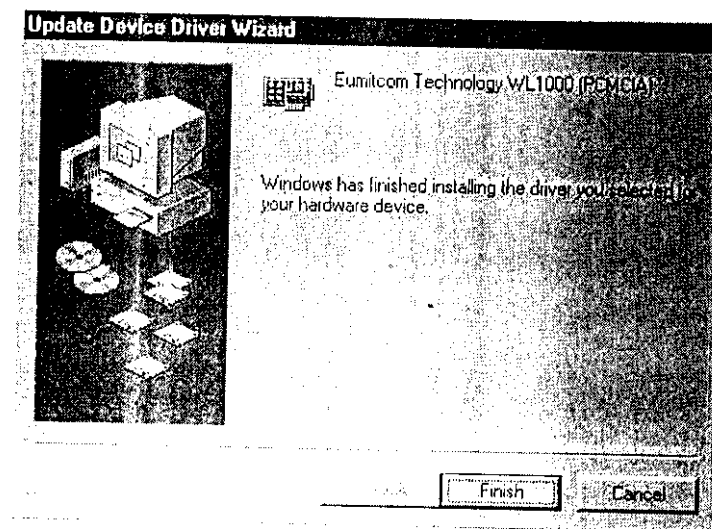 Update Device Driver Wizard
Eumitcom Technology WL1000 (PCMCIA)
Windows has finished installing the driver you selected for
your hardware device.
Finish
Cancel